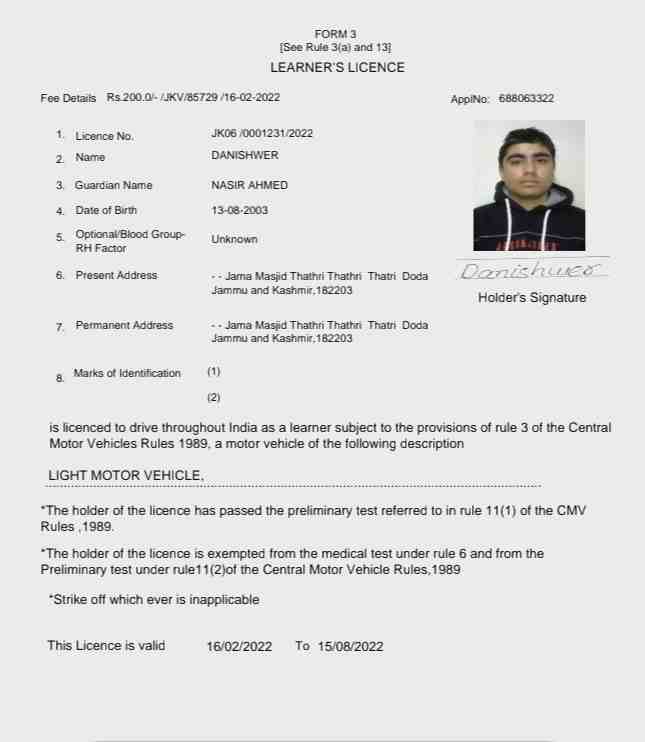 FORM 3
[See Rule 3(a) and 13]
LEARNER'S LICENCE
Fee Details Rs.200.0/- /JKV/85729 /16-02-2022
ApplNo: 688063322
1. Licence No. JK06 /0001231/2022
2. Name DANISHWER
3. Guardian Name NASIR AHMED
4. Date of Birth 13-08-2003
5. Optional/Blood Group- Unknown
RH Factor
6. Present Address - - Jama Masjid Thathri Thathri Thatri Doda
Jammu and Kashmir,182203
Danishwer
Holder's Signature
7. Permanent Address - - Jama Masjid Thathri Thathri Thatri Doda
Jammu and Kashmir,182203
8. Marks of Identification (1)
(2)
is licenced to drive throughout India as a learner subject to the provisions of rule 3 of the Central
Motor Vehicles Rules 1989, a motor vehicle of the following description
LIGHT MOTOR VEHICLE,
*The holder of the licence has passed the preliminary test referred to in rule 11(1) of the CMV
Rules ,1989.
*The holder of the licence is exempted from the medical test under rule 6 and from the
Preliminary test under rule11(2)of the Central Motor Vehicle Rules,1989
*Strike off which ever is inapplicable
This Licence is valid 16/02/2022 To 15/08/2022